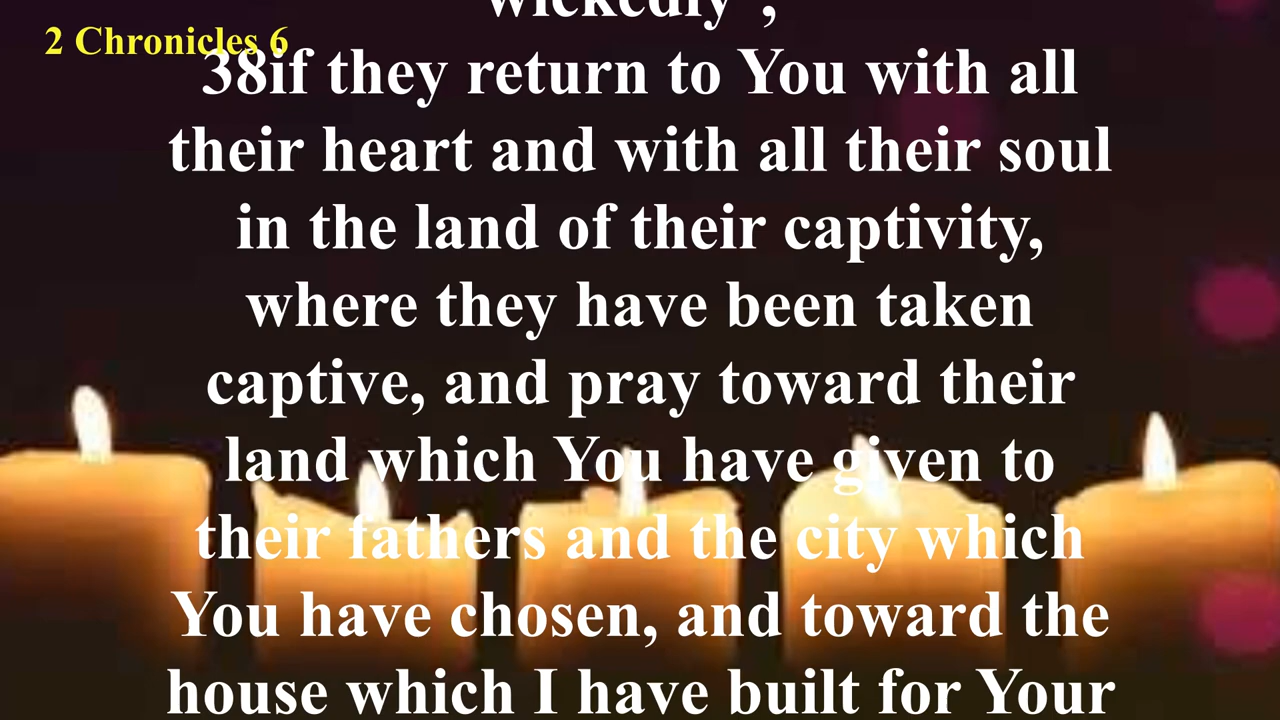 wickedly’,
2 Chronicles 6
38if they return to You with all
their heart and with all their soul
in the land of their captivity,
where they have been taken
captive, and pray toward their
land which You have given to
their fathers and the city which
You have chosen, and toward the
house which I have built for Your